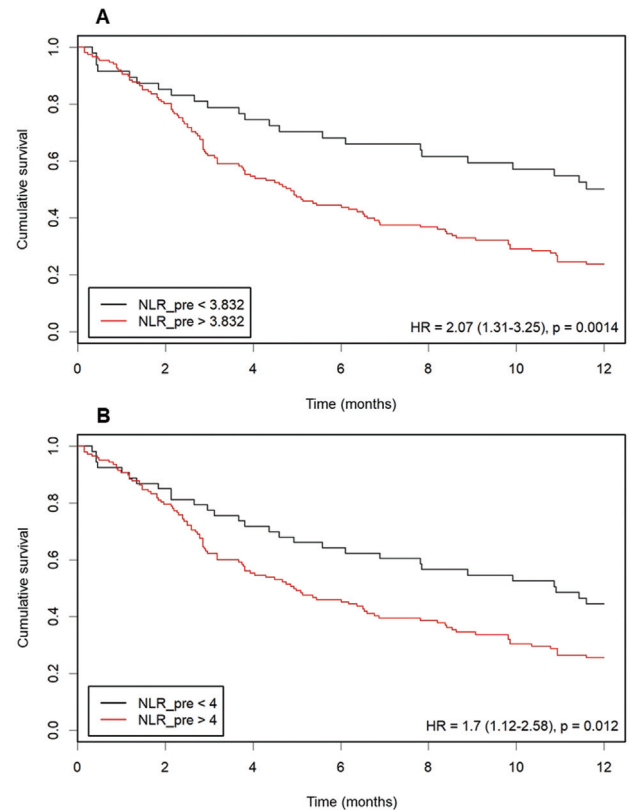 A
Cumulative survival
1.0
0.8
0.6
0.4
0.2
0.0
NLR_pre < 3.832
NLR_pre > 3.832
HR = 2.07 (1.31-3.25), p = 0.0014
0 2 4 6 8 10 12
Time (months)
B
Cumulative survival
1.0
0.8
0.6
0.4
0.2
0.0
NLR_pre < 4
NLR_pre > 4
HR = 1.7 (1.12-2.58), p = 0.012
0 2 4 6 8 10 12
Time (months)